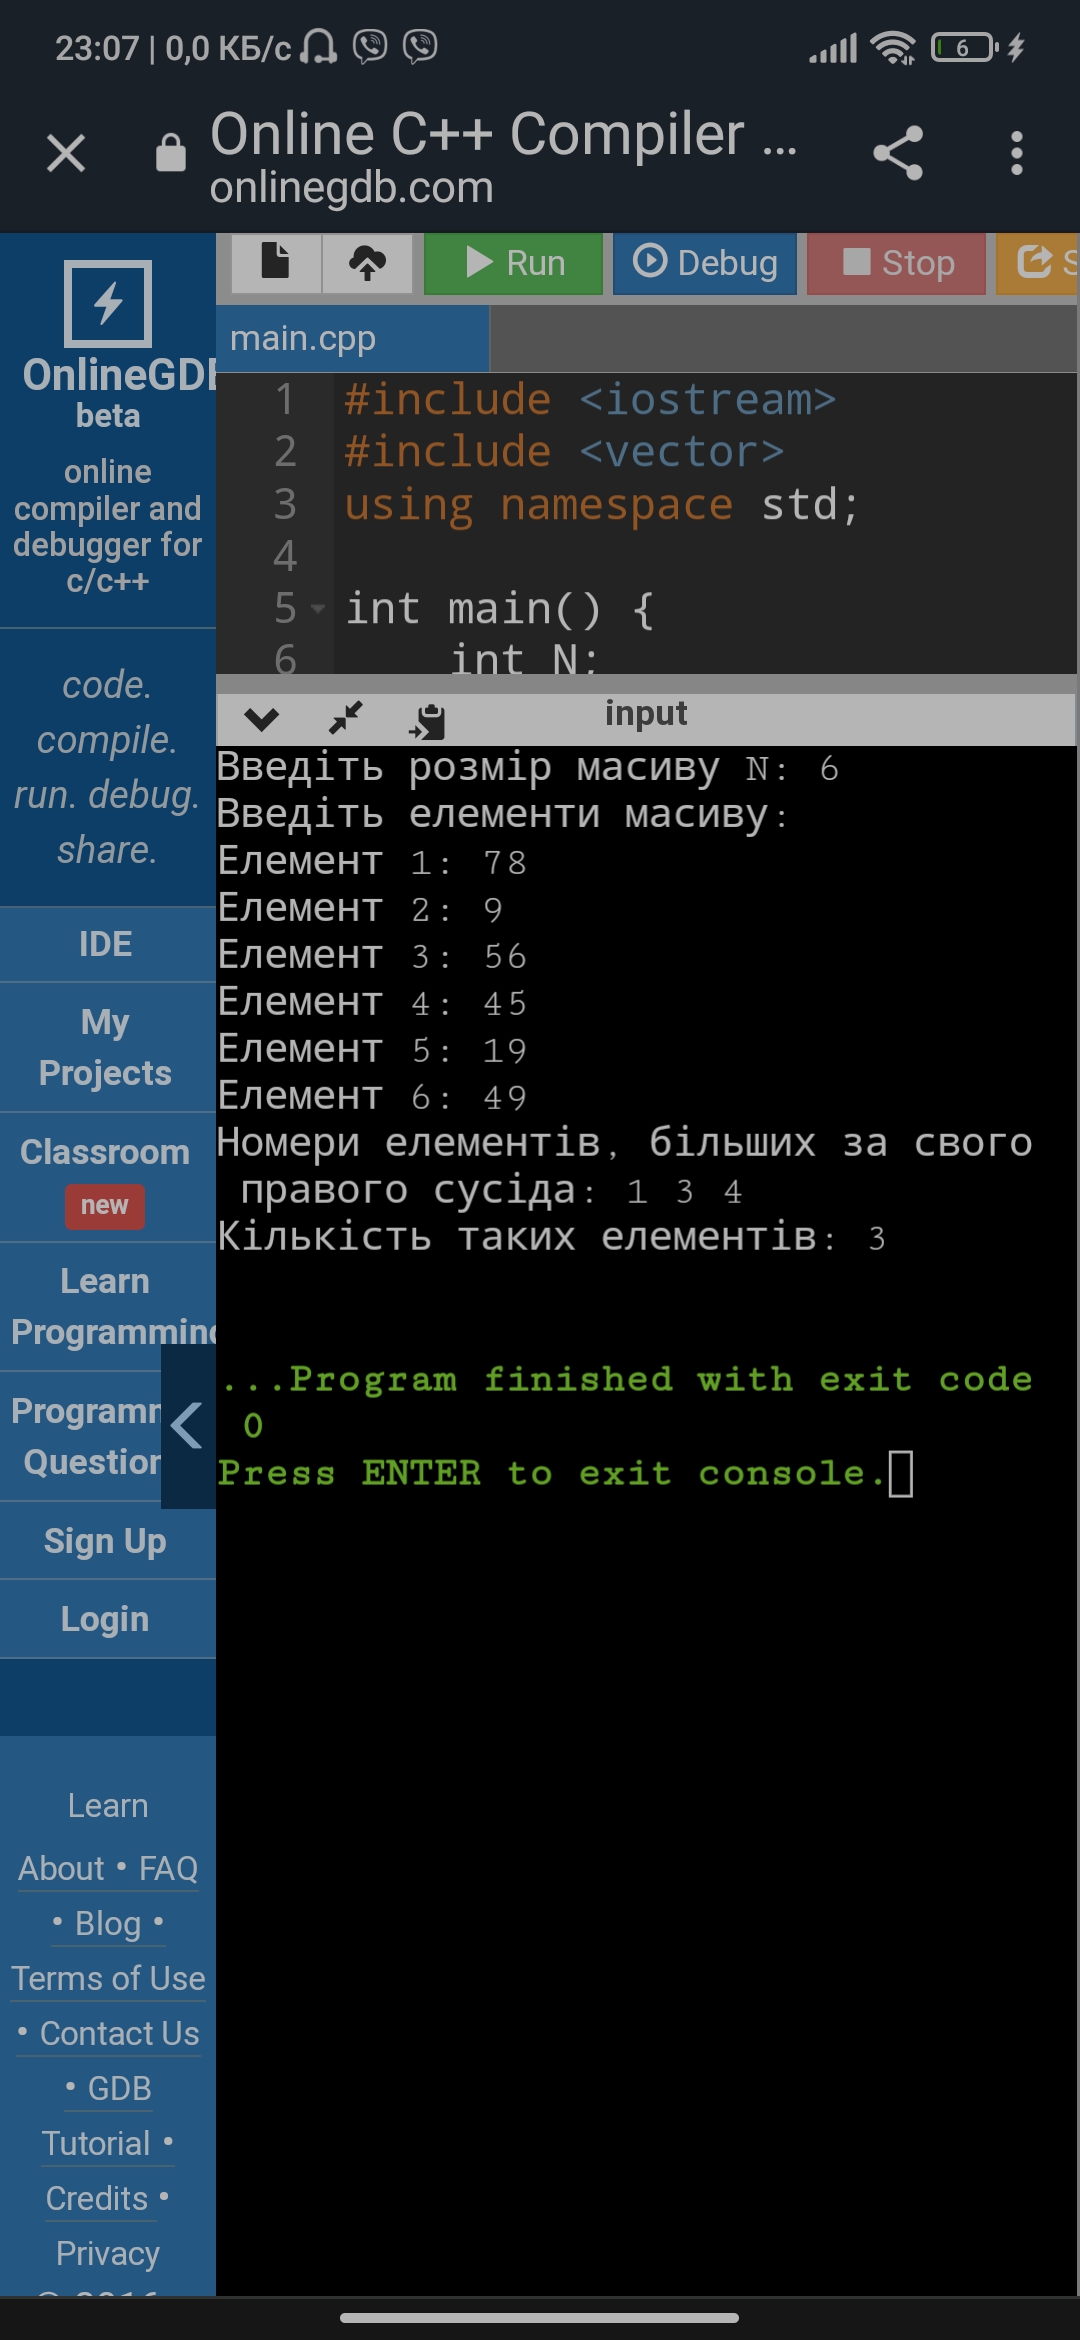 23:07 | 0,0 КБ/с
6
Online C++ Compiler ...
onlinegdb.com
OnlineGDB
beta
online
compiler and
debugger for
c/c++
code.
compile.
run. debug.
share.
IDE
My
Projects
Classroom
new
Learn
Programming
Programm
Question
Sign Up
Login
Learn
About • FAQ
• Blog •
Terms of Use
• Contact Us
• GDB
Tutorial •
Credits •
Privacy
Run
Debug
Stop
S
main.cpp
1 #include <iostream>
2 #include <vector>
3 using namespace std;
4
5 int main() {
6 int N;
input
Введіть розмір масиву N: 6
Введіть елементи масиву:
Елемент 1: 78
Елемент 2: 9
Елемент 3: 56
Елемент 4: 45
Елемент 5: 19
Елемент 6: 49
Номери елементів, більших за свого
правого сусіда: 1 3 4
Кількість таких елементів: 3
...Program finished with exit code
0
Press ENTER to exit console.